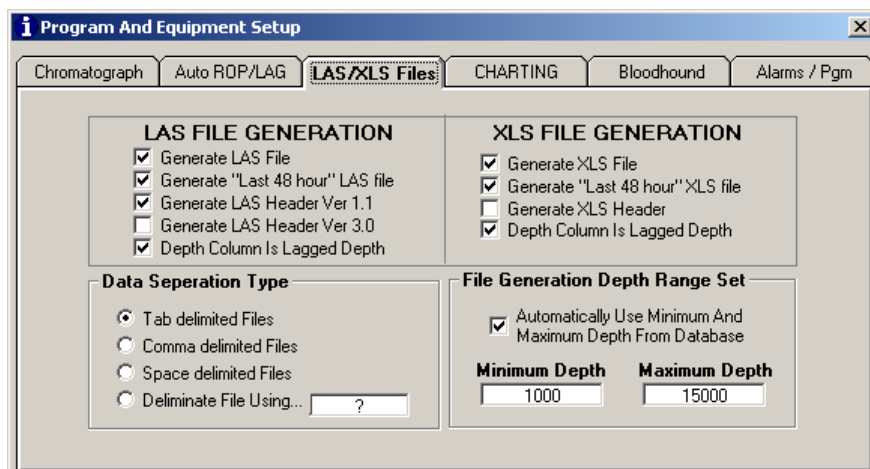 Program And Equipment Setup
Chromatograph
Auto ROP/LAG
LAS/XLS Files
CHARTING
Bloodhound
Alarms / Pgm
LAS FILE GENERATION
Generate LAS File
Generate "Last 48 hour" LAS file
Generate LAS Header Ver 1.1
Generate LAS Header Ver 3.0
Depth Column Is Lagged Depth
XLS FILE GENERATION
Generate XLS File
Generate "Last 48 hour" XLS file
Generate XLS Header
Depth Column Is Lagged Depth
Data Seperation Type
Tab delimited Files
Comma delimited Files
Space delimited Files
Deliminate File Using... ?
File Generation Depth Range Set
Automatically Use Minimum And
Maximum Depth From Database
Minimum Depth Maximum Depth
1000 15000